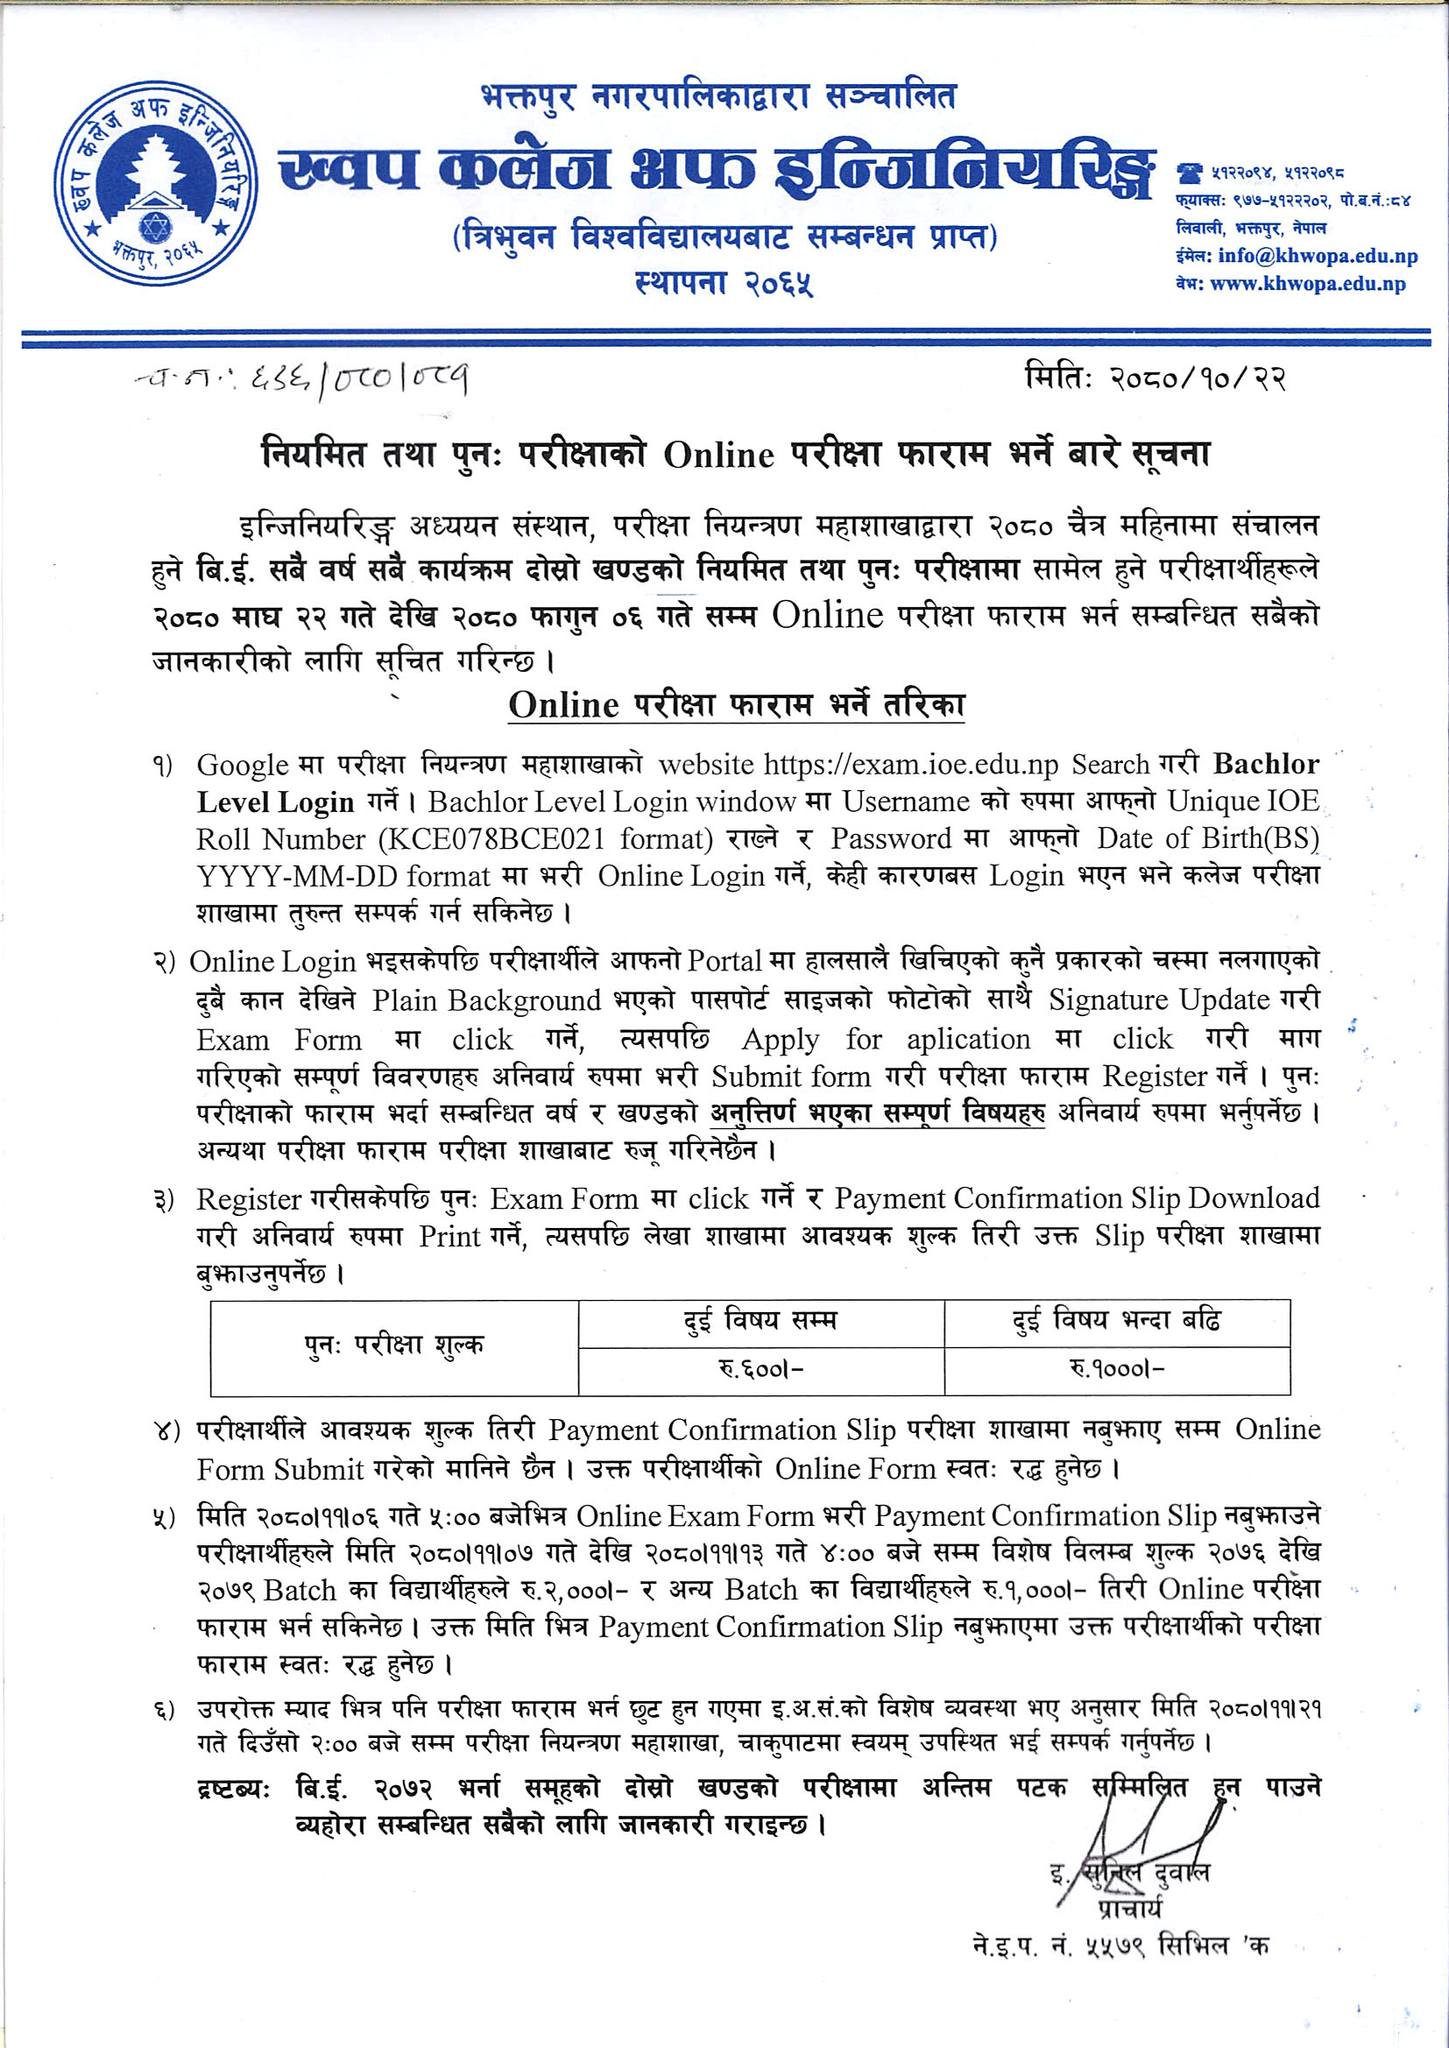 भक्तपुर नगरपालिकाद्वारा सञ्चालित
ख्वप कलेज अफ इन्जिनियरिङ्ग
(त्रिभुवन विश्वविद्यालयबाट सम्बन्धन प्राप्त)
स्थापना २०६५
ख्वप कलेज अफ इन्जिनियरिङ्ग
भक्तपुर, २०६५
☎ ५१२२०९४, ५१२२०९८
फ्याक्स: ९७७-५१२२२०२, पो.ब.नं.:८४
लिवाली, भक्तपुर, नेपाल
ईमेल: info@khwopa.edu.np
वेभ: www.khwopa.edu.np
च.न.: ६३६/०८०/०८१
मिति: २०८०/१०/२२
नियमित तथा पुनः परीक्षाको Online परीक्षा फाराम भर्ने बारे सूचना
इन्जिनियरिङ्ग अध्ययन संस्थान, परीक्षा नियन्त्रण महाशाखाद्वारा २०८० चैत्र महिनामा संचालन
हुने बि.ई. सबै वर्ष सबै कार्यक्रम दोस्रो खण्डको नियमित तथा पुनः परीक्षामा सामेल हुने परीक्षार्थीहरूले
२०८० माघ २२ गते देखि २०८० फागुन ०६ गते सम्म Online परीक्षा फाराम भर्न सम्बन्धित सबैको
जानकारीको लागि सूचित गरिन्छ ।
Online परीक्षा फाराम भर्ने तरिका
१) Google मा परीक्षा नियन्त्रण महाशाखाको website https://exam.ioe.edu.np Search गरी Bachlor
Level Login गर्ने । Bachlor Level Login window मा Username को रुपमा आफ्नो Unique IOE
Roll Number (KCE078BCE021 format) राख्ने र Password मा आफ्नो Date of Birth(BS)
YYYY-MM-DD format मा भरी Online Login गर्ने, केही कारणबस Login भएन भने कलेज परीक्षा
शाखामा तुरुन्त सम्पर्क गर्न सकिनेछ ।
२) Online Login भइसकेपछि परीक्षार्थीले आफनो Portal मा हालसालै खिचिएको कुनै प्रकारको चस्मा नलगाएको
दुबै कान देखिने Plain Background भएको पासपोर्ट साइजको फोटोको साथै Signature Update गरी
Exam Form मा click गर्ने, त्यसपछि Apply for aplication मा click गरी माग
गरिएको सम्पूर्ण विवरणहरु अनिवार्य रुपमा भरी Submit form गरी परीक्षा फाराम Register गर्ने । पुनः
परीक्षाको फाराम भर्दा सम्बन्धित वर्ष र खण्डको अनुत्तिर्ण भएका सम्पूर्ण विषयहरु अनिवार्य रुपमा भर्नुपर्नेछ ।
अन्यथा परीक्षा फाराम परीक्षा शाखाबाट रुजू गरिनेछैन ।
३) Register गरीसकेपछि पुनः Exam Form मा click गर्ने र Payment Confirmation Slip Download
गरी अनिवार्य रुपमा Print गर्ने, त्यसपछि लेखा शाखामा आवश्यक शुल्क तिरी उक्त Slip परीक्षा शाखामा
बुझाउनुपर्नेछ ।
पुनः परीक्षा शुल्क
दुई विषय सम्म
दुई विषय भन्दा बढि
रु.६००।–
रु.१०००।–
४) परीक्षार्थीले आवश्यक शुल्क तिरी Payment Confirmation Slip परीक्षा शाखामा नबुझाए सम्म Online
Form Submit गरेको मानिने छैन । उक्त परीक्षार्थीको Online Form स्वतः रद्ध हुनेछ ।
५) मिति २०८०।११।०६ गते ५:०० बजेभित्र Online Exam Form भरी Payment Confirmation Slip नबुझाउने
परीक्षार्थीहरुले मिति २०८०।११।०७ गते देखि २०८०।११।१३ गते ४:०० बजे सम्म विशेष विलम्ब शुल्क २०७६ देखि
२०७९ Batch का विद्यार्थीहरुले रु.२,०००।– र अन्य Batch का विद्यार्थीहरुले रु.१,०००।– तिरी Online परीक्षा
फाराम भर्न सकिनेछ । उक्त मिति भित्र Payment Confirmation Slip नबुझाएमा उक्त परीक्षार्थीको परीक्षा
फाराम स्वतः रद्ध हुनेछ ।
६) उपरोक्त म्याद भित्र पनि परीक्षा फाराम भर्न छुट हुन गएमा इ.अ.सं.को विशेष व्यवस्था भए अनुसार मिति २०८०।११।२१
गते दिउँसो २:०० बजे सम्म परीक्षा नियन्त्रण महाशाखा, चाकुपाटमा स्वयम् उपस्थित भई सम्पर्क गर्नुपर्नेछ ।
द्रष्टब्यः बि.ई. २०७२ भर्ना समूहको दोस्रो खण्डको परीक्षामा अन्तिम पटक सम्मिलित हुन पाउने
व्यहोरा सम्बन्धित सबैको लागि जानकारी गराइन्छ ।
इ. सुनिल दुवाल
प्राचार्य
ने.इ.प. नं. ५५७९ सिभिल 'क